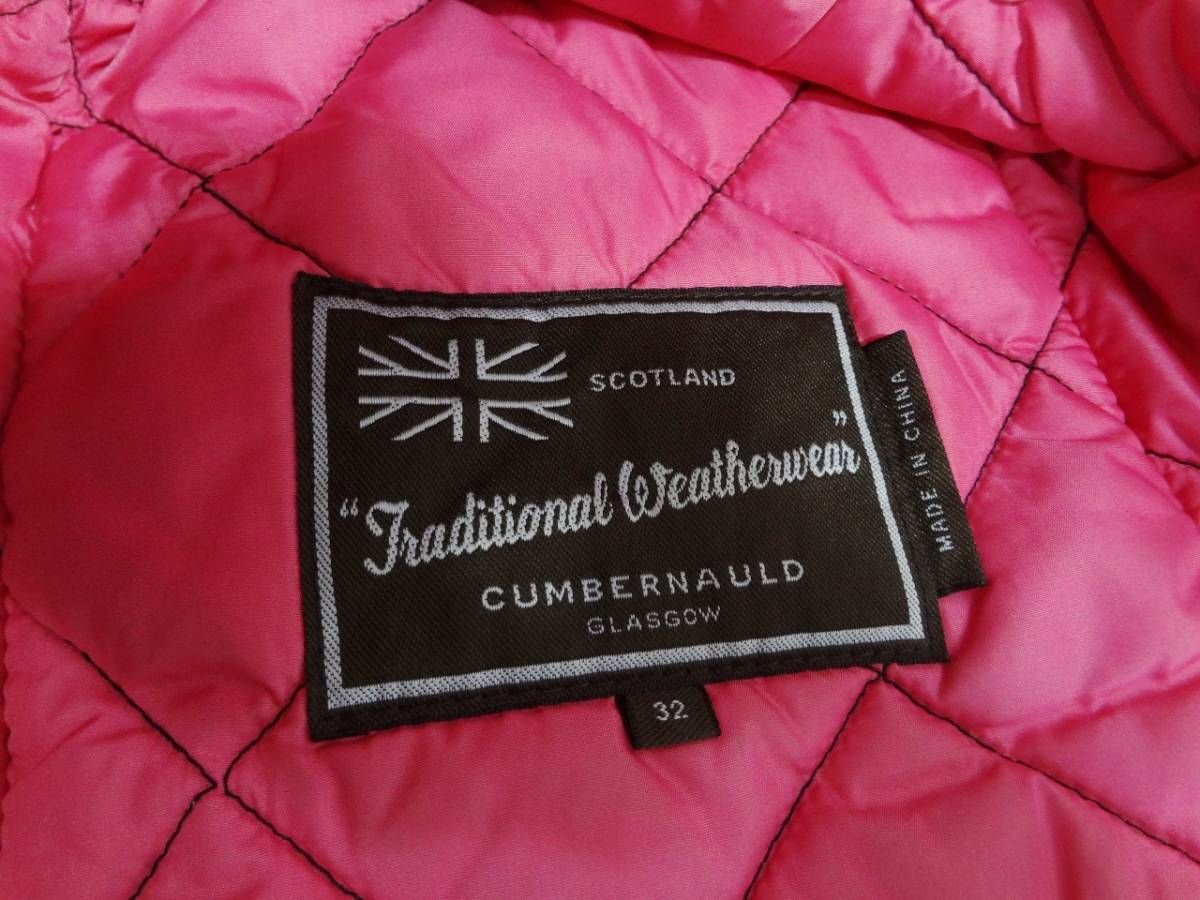 SCOTLAND
“Traditional Weatherwear”
CUMBERNAULD
GLASGOW
32
MADE IN CHINA